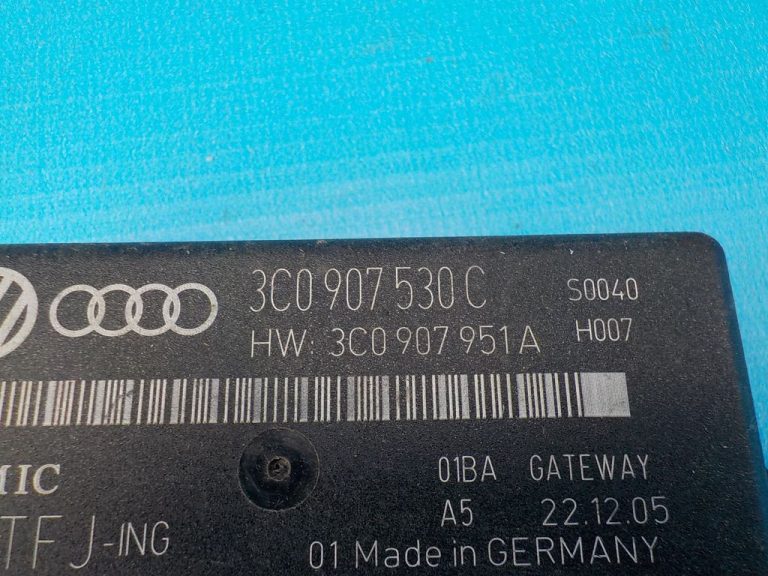 3C0 907 530 C S0040
HW: 3C0 907 951 A H007
01BA GATEWAY
A5 22.12.05
TFJ-ING
01 Made in GERMANY